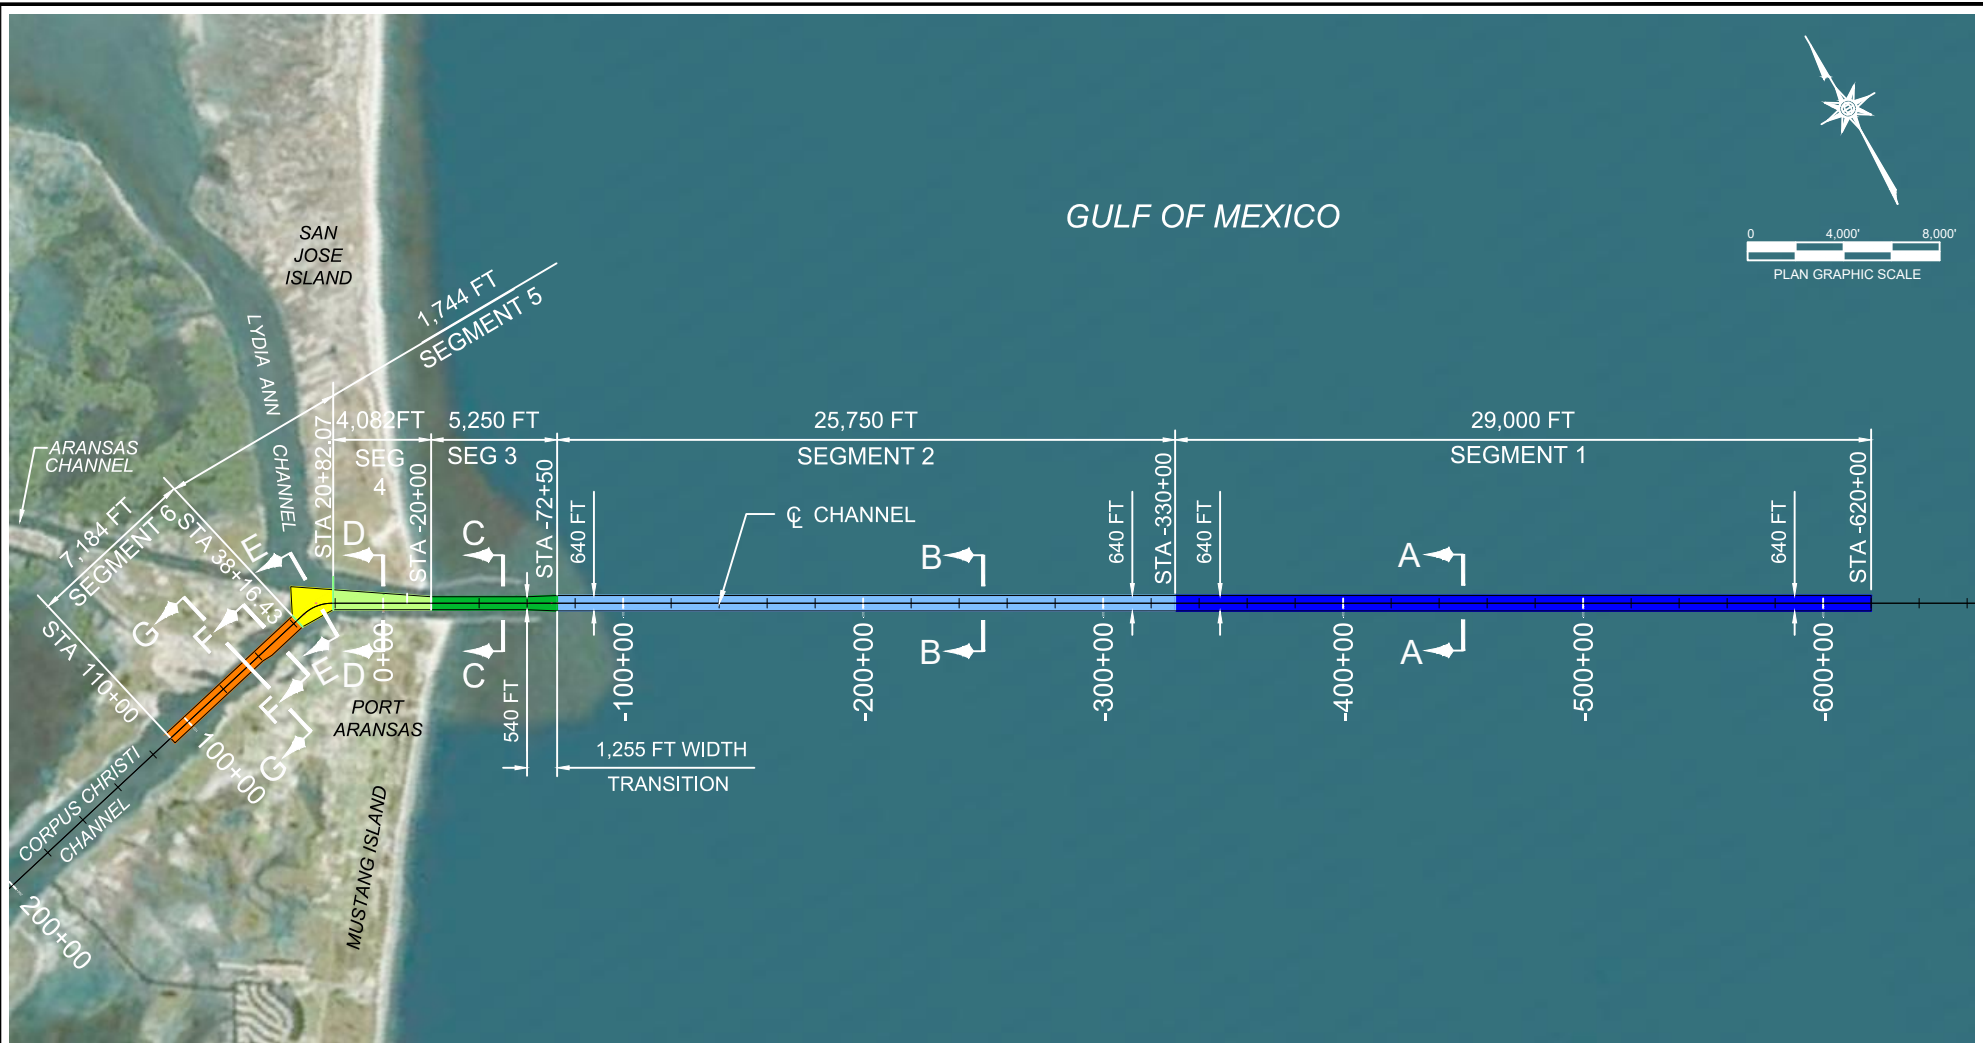 GULF OF MEXICO
0 4,000' 8,000'
PLAN GRAPHIC SCALE
SAN
JOSE
ISLAND
1,744 FT
SEGMENT 5
LYDIA ANN
CHANNEL
ARANSAS
CHANNEL
7,184 FT
SEGMENT 6
STA 38+16.43
STA 110+00
STA 20+82.07
4,082FT
SEG
4
STA -20+00
5,250 FT
SEG 3
STA -72+50
25,750 FT
SEGMENT 2
STA -330+00
29,000 FT
SEGMENT 1
STA -620+00
640 FT
640 FT
640 FT
640 FT
℄ CHANNEL
E
D
C
B
A
G
F
E
D
C
B
A
F
G
0+00
-100+00
-200+00
-300+00
-400+00
-500+00
-600+00
540 FT
1,255 FT WIDTH
TRANSITION
PORT
ARANSAS
100+00
CORPUS CHRISTI
CHANNEL
MUSTANG ISLAND
200+00